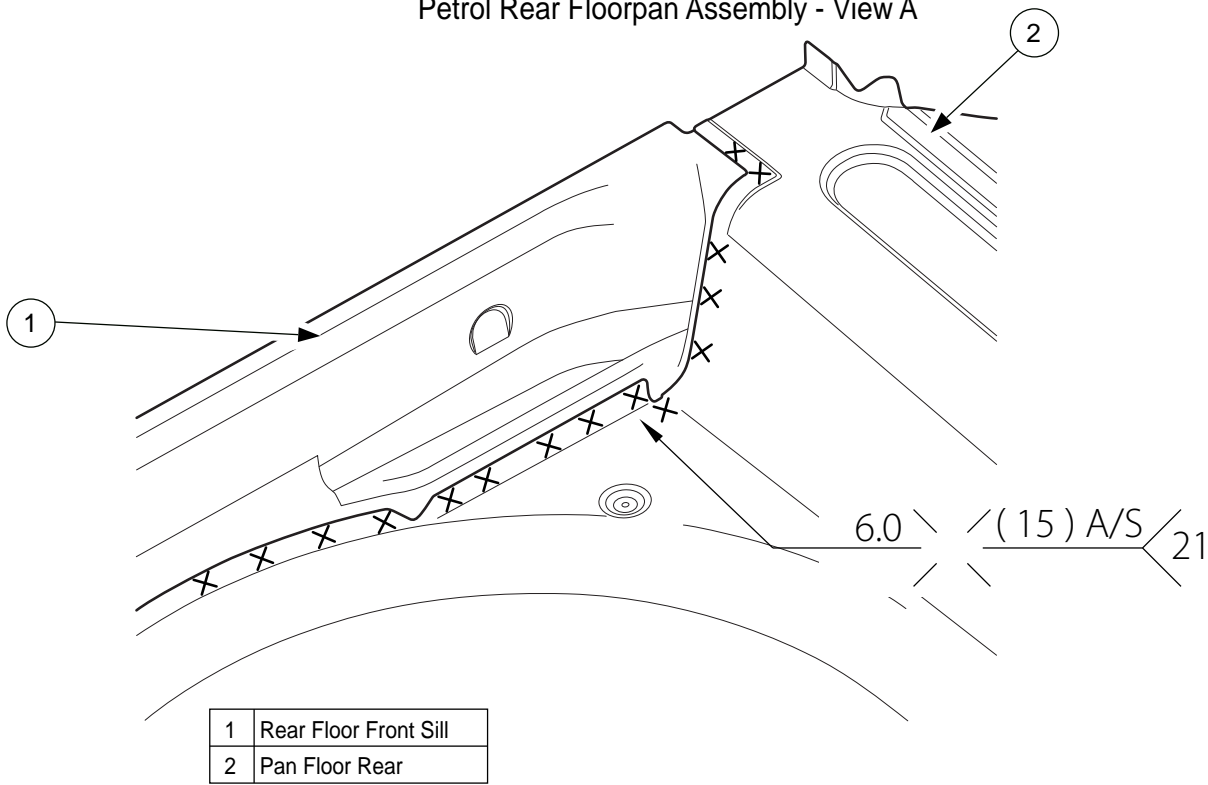 Petrol Rear Floorpan Assembly - View A
2
1
6.0 (15) A/S 21
1 Rear Floor Front Sill
2 Pan Floor Rear